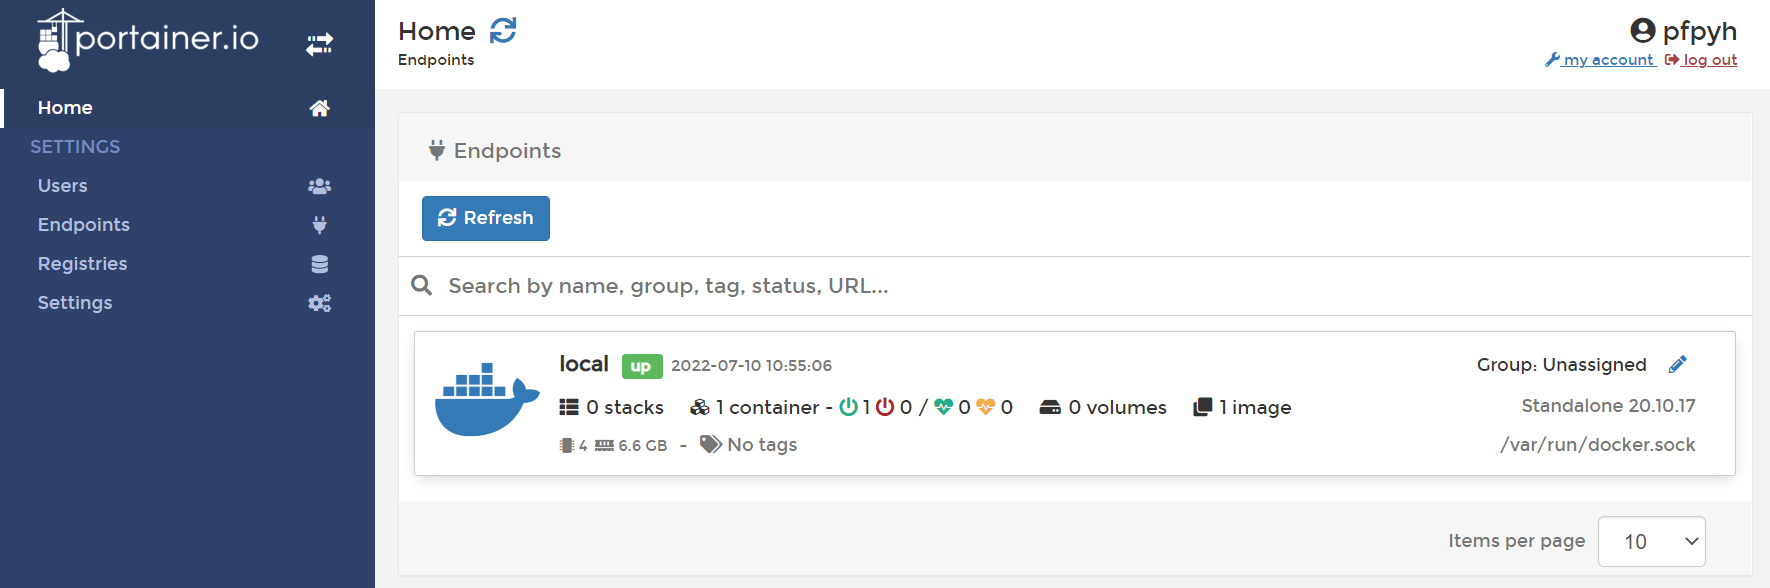 portainer.io
Home
SETTINGS
Users
Endpoints
Registries
Settings
Home
Endpoints
pfpyh
my account log out
Endpoints
Refresh
Search by name, group, tag, status, URL...
local up 2022-07-10 10:55:06 Group: Unassigned
0 stacks 1 container - 1 0 / 0 0 0 volumes 1 image Standalone 20.10.17
4 6.6 GB - No tags /var/run/docker.sock
Items per page 10